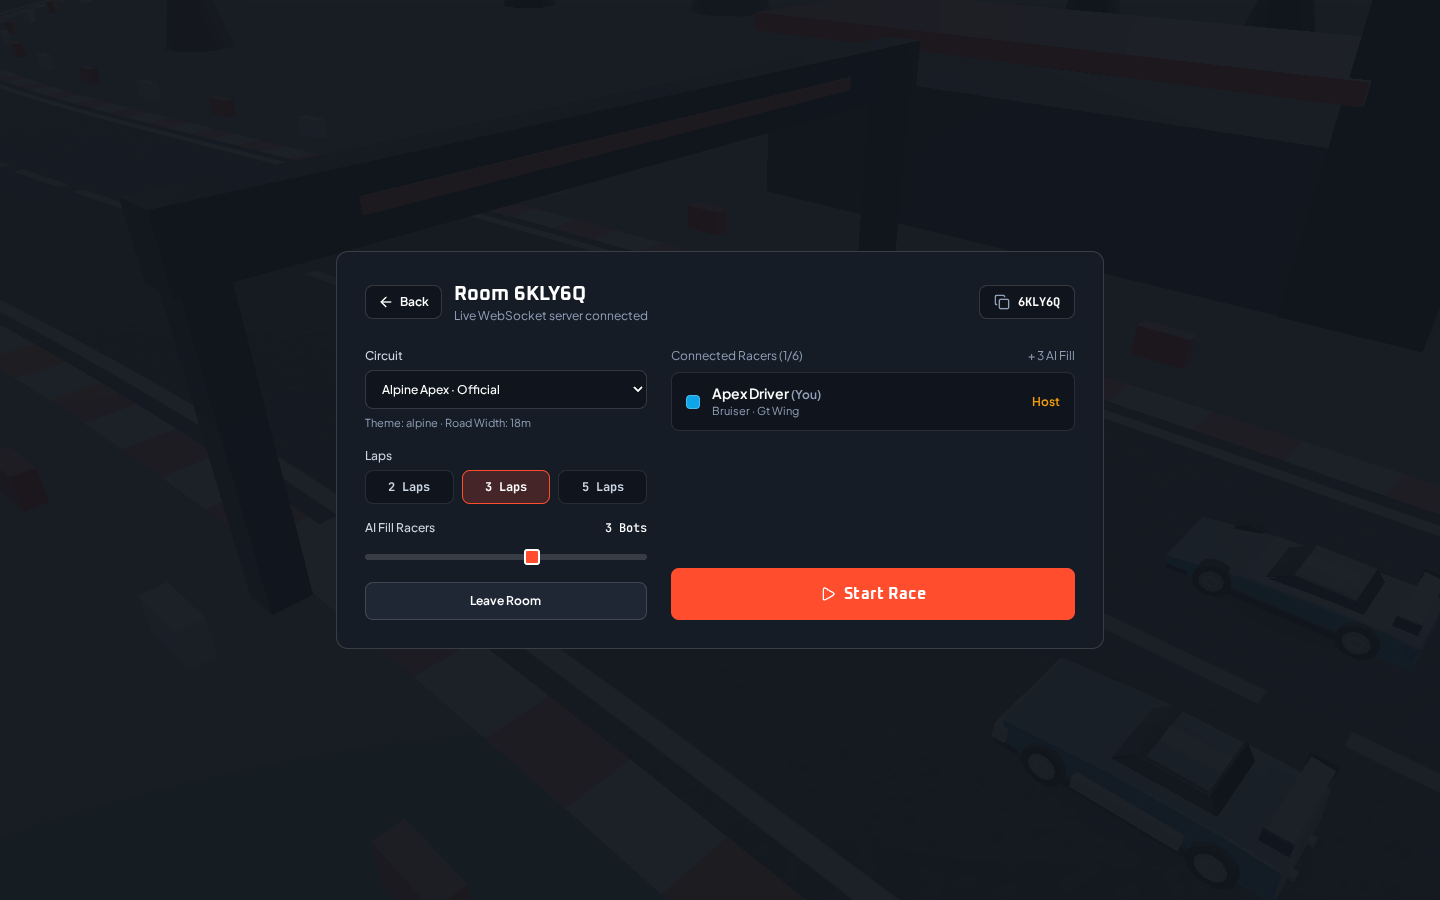 Back
Room 6KLY6Q
Live WebSocket server connected
6KLY6Q
Circuit
Alpine Apex · Official
Theme: alpine · Road Width: 18m
Laps
2 Laps
3 Laps
5 Laps
AI Fill Racers
3 Bots
Leave Room
Connected Racers (1/6)
+ 3 AI Fill
Apex Driver (You)
Bruiser · Gt Wing
Host
Start Race